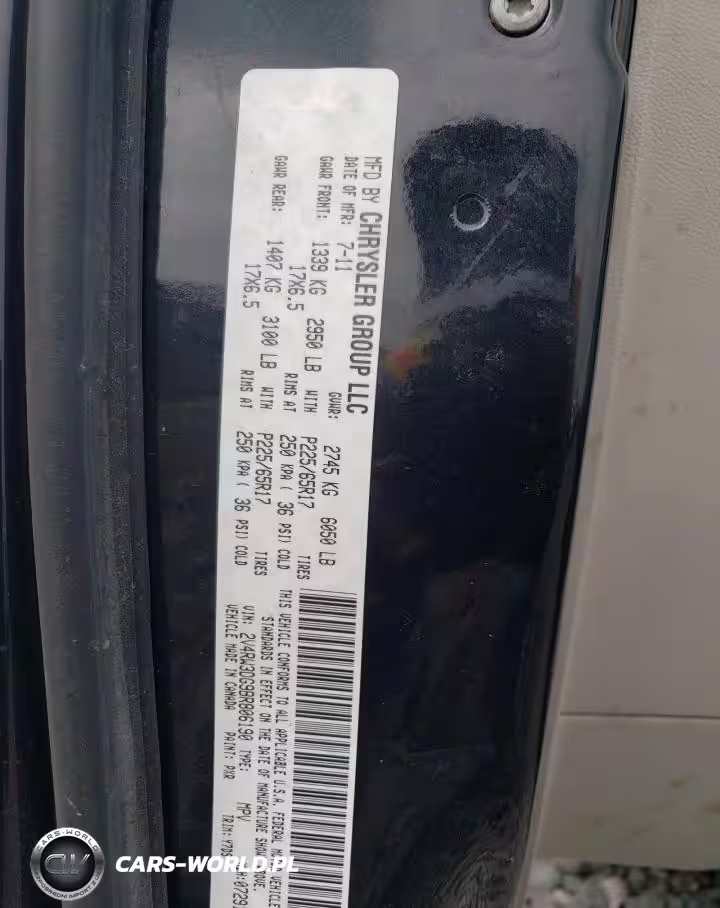 MFD BY CHRYSLER GROUP LLC
DATE OF MFR: 7-11 GVWR: 2745 KG 6050 LB
GAWR FRONT: 1339 KG 2950 LB WITH P225/65R17 TIRES
17X6.5 RIMS AT 250 KPA ( 36 PSI) COLD
GAWR REAR: 1407 KG 3100 LB WITH P225/65R17 TIRES
17X6.5 RIMS AT 250 KPA ( 36 PSI) COLD
THIS VEHICLE CONFORMS TO ALL APPLICABLE U.S.A. FEDERAL VEHICLE
STANDARDS IN EFFECT ON THE DATE OF MANUFACTURE SHOWN ABOVE.
VIN: 2V4RW3DG9BR806190 TYPE: MPV
VEHICLE MADE IN CANADA PAINT: PXR TRIM:
CARS-WORLD
CARS-WORLD.PL